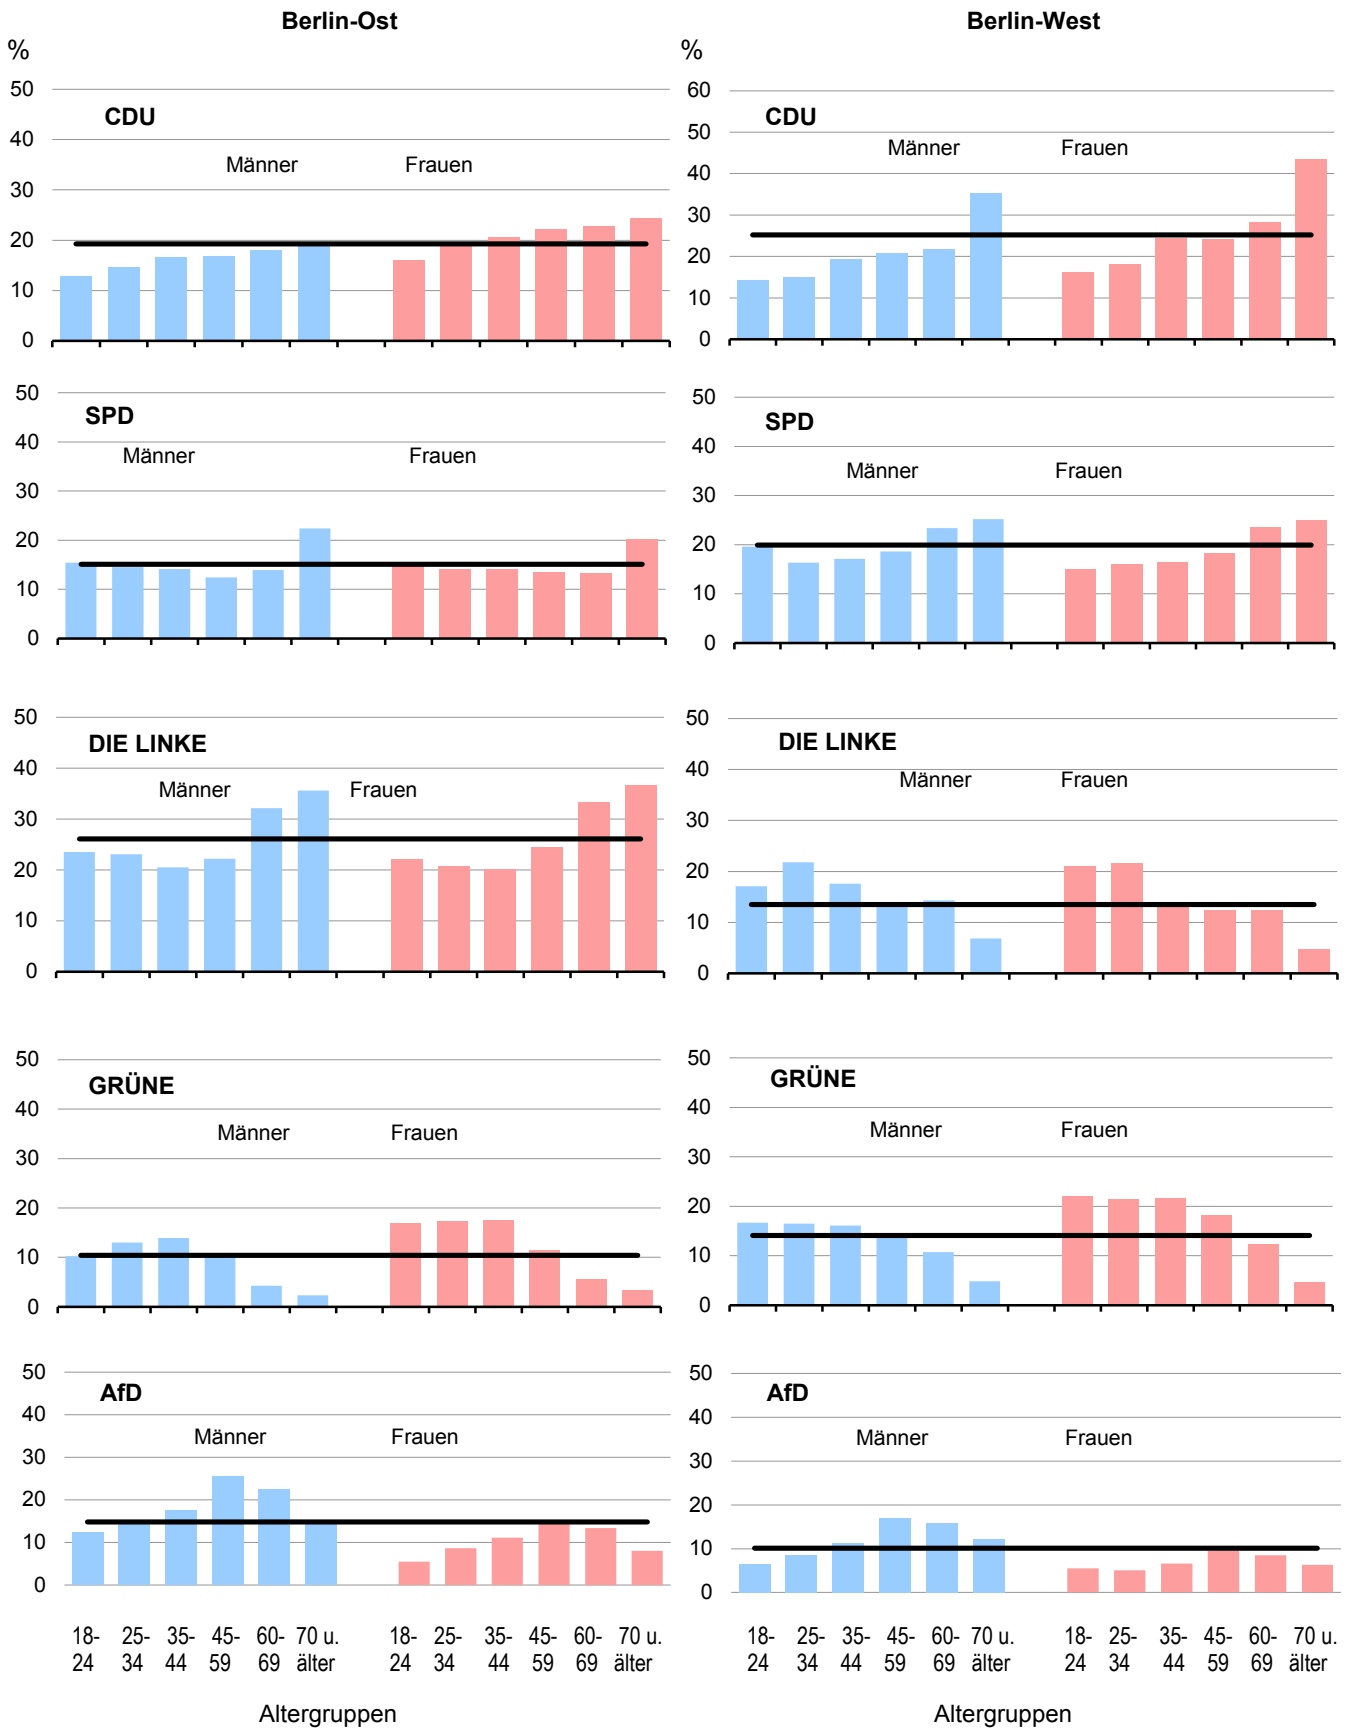 Berlin-Ost
%
50
40
30
20
10
0
CDU
Männer Frauen
50
40
30
20
10
0
SPD
Männer Frauen
50
40
30
20
10
0
DIE LINKE
Männer Frauen
50
40
30
20
10
0
GRÜNE
Männer Frauen
50
40
30
20
10
0
AfD
Männer Frauen
18- 25- 35- 45- 60- 70 u. 18- 25- 35- 45- 60- 70 u.
24 34 44 59 69 älter 24 34 44 59 69 älter
Altergruppen
Berlin-West
%
60
50
40
30
20
10
0
CDU
Männer Frauen
50
40
30
20
10
0
SPD
Männer Frauen
50
40
30
20
10
0
DIE LINKE
Männer Frauen
50
40
30
20
10
0
GRÜNE
Männer Frauen
50
40
30
20
10
0
AfD
Männer Frauen
18- 25- 35- 45- 60- 70 u. 18- 25- 35- 45- 60- 70 u.
24 34 44 59 69 älter 24 34 44 59 69 älter
Altergruppen